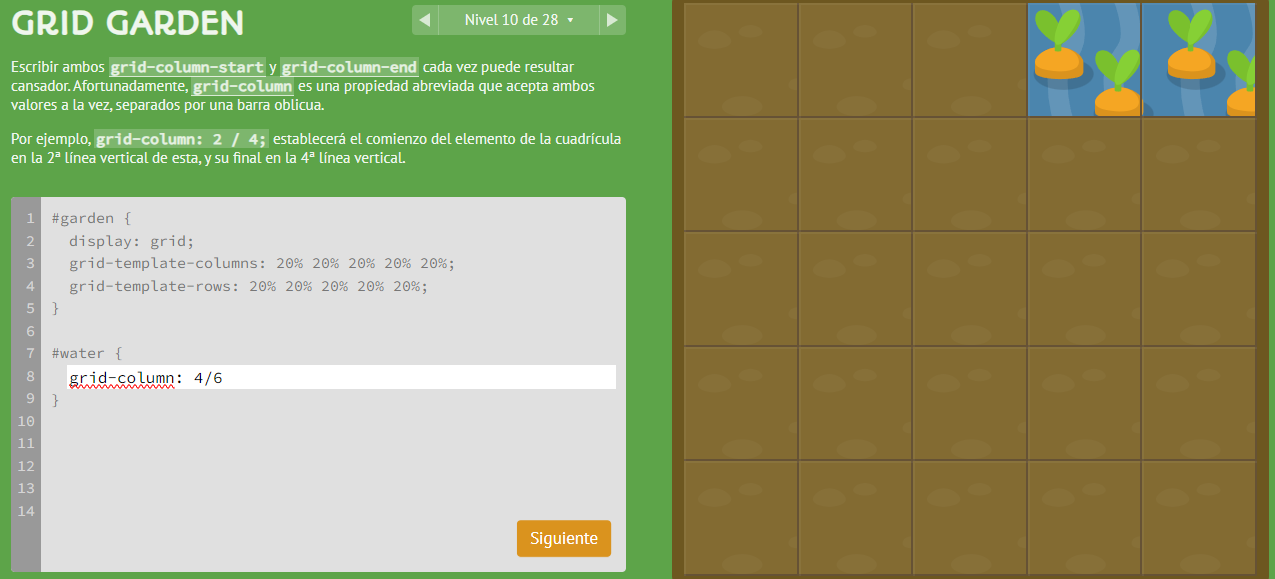 GRID GARDEN
Nivel 10 de 28
Escribir ambos grid-column-start y grid-column-end cada vez puede resultar
cansador. Afortunadamente, grid-column es una propiedad abreviada que acepta ambos
valores a la vez, separados por una barra oblicua.
Por ejemplo, grid-column: 2 / 4; establecerá el comienzo del elemento de la cuadrícula
en la 2ª línea vertical de esta, y su final en la 4ª línea vertical.
1 #garden {
2 display: grid;
3 grid-template-columns: 20% 20% 20% 20% 20%;
4 grid-template-rows: 20% 20% 20% 20% 20%;
5 }
6
7 #water {
8 grid-column: 4/6
9 }
10
11
12
13
14
Siguiente